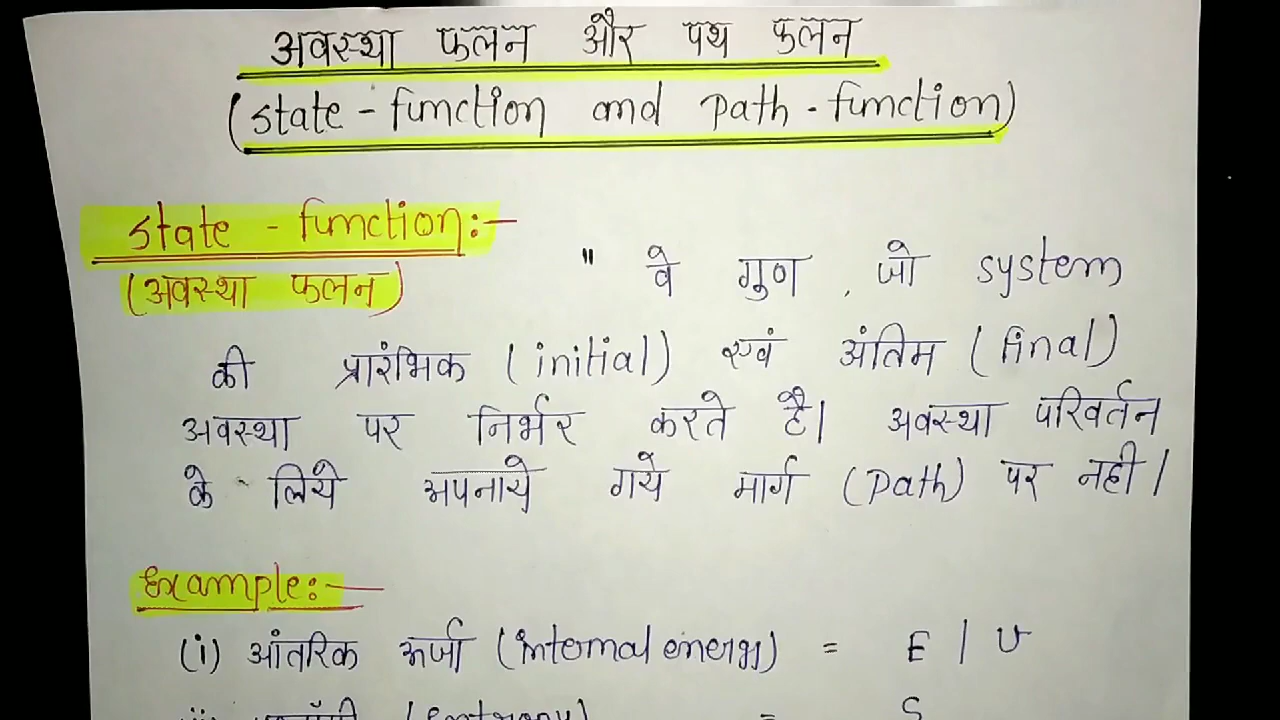 अवस्था फलन और पथ फलन
(state - function and path - function)
state - function:-
(अवस्था फलन)
" वे गुण , जो system
की प्रारंभिक (initial) एवं अंतिम (final)
अवस्था पर निर्भर करते है। अवस्था परिवर्तन
के लिये अपनाये गये मार्ग (path) पर नही।
Example:-
(i) आंतरिक ऊर्जा (Internal energy) = E / U
(Entropy) = S